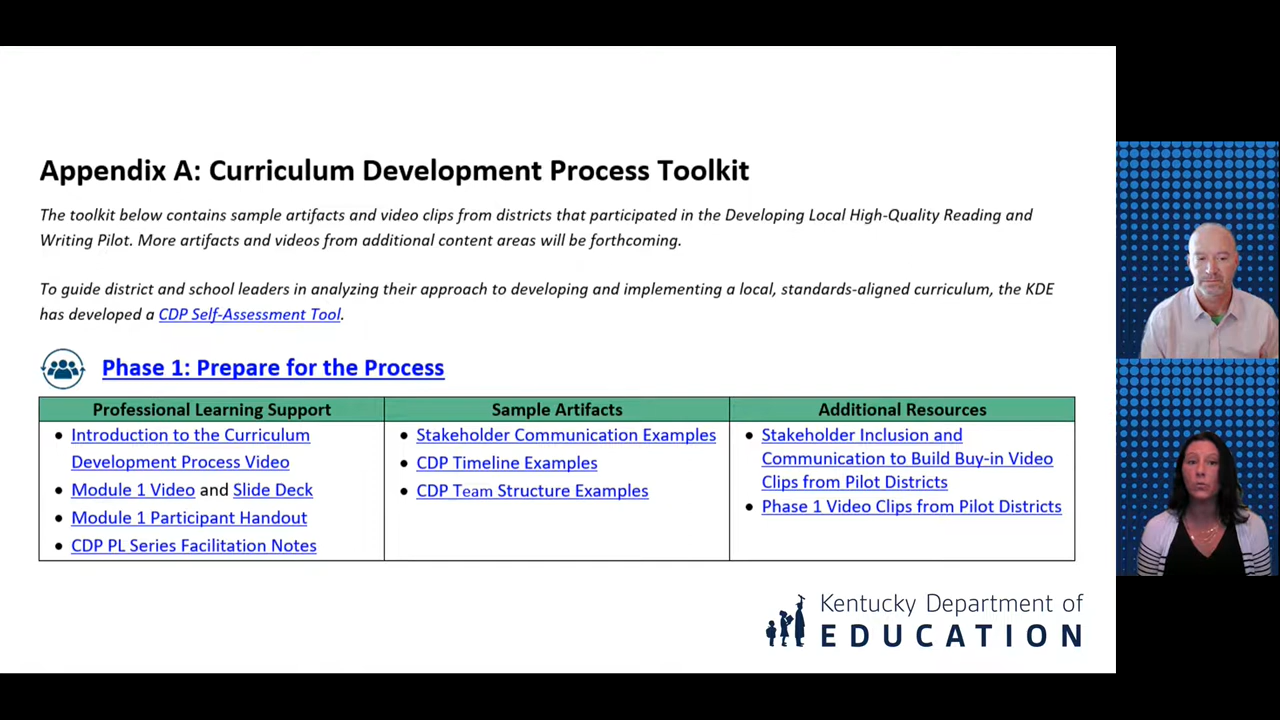 Appendix A: Curriculum Development Process Toolkit
The toolkit below contains sample artifacts and video clips from districts that participated in the Developing Local High-Quality Reading and
Writing Pilot. More artifacts and videos from additional content areas will be forthcoming.
To guide district and school leaders in analyzing their approach to developing and implementing a local, standards-aligned curriculum, the KDE
has developed a CDP Self-Assessment Tool.
Phase 1: Prepare for the Process
Professional Learning Support
• Introduction to the Curriculum
Development Process Video
• Module 1 Video and Slide Deck
• Module 1 Participant Handout
• CDP PL Series Facilitation Notes
Sample Artifacts
• Stakeholder Communication Examples
• CDP Timeline Examples
• CDP Team Structure Examples
Additional Resources
• Stakeholder Inclusion and
Communication to Build Buy-in Video
Clips from Pilot Districts
• Phase 1 Video Clips from Pilot Districts
Kentucky Department of
EDUCATION